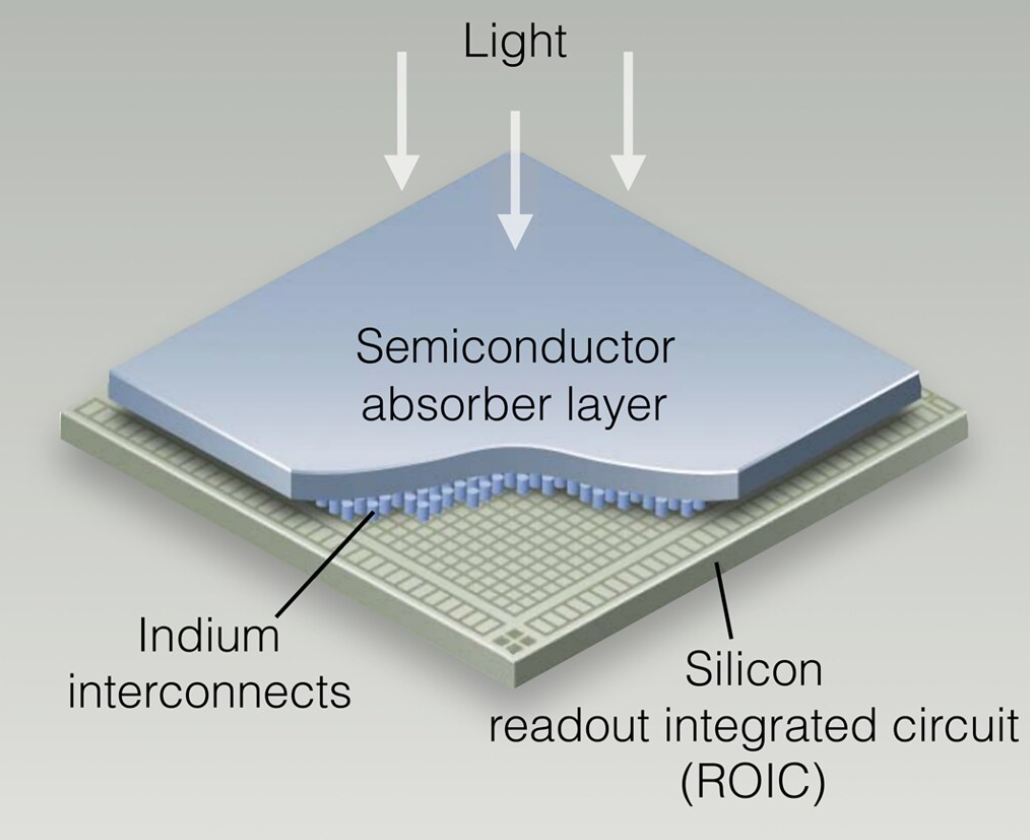 Light
Semiconductor
absorber layer
Indium
interconnects
Silicon
readout integrated circuit
(ROIC)